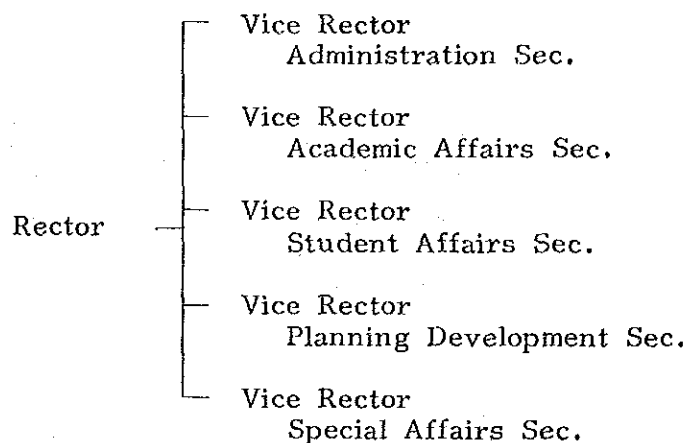 Vice Rector
Administration Sec.
Vice Rector
Academic Affairs Sec.
Rector
Vice Rector
Student Affairs Sec.
Vice Rector
Planning Development Sec.
Vice Rector
Special Affairs Sec.